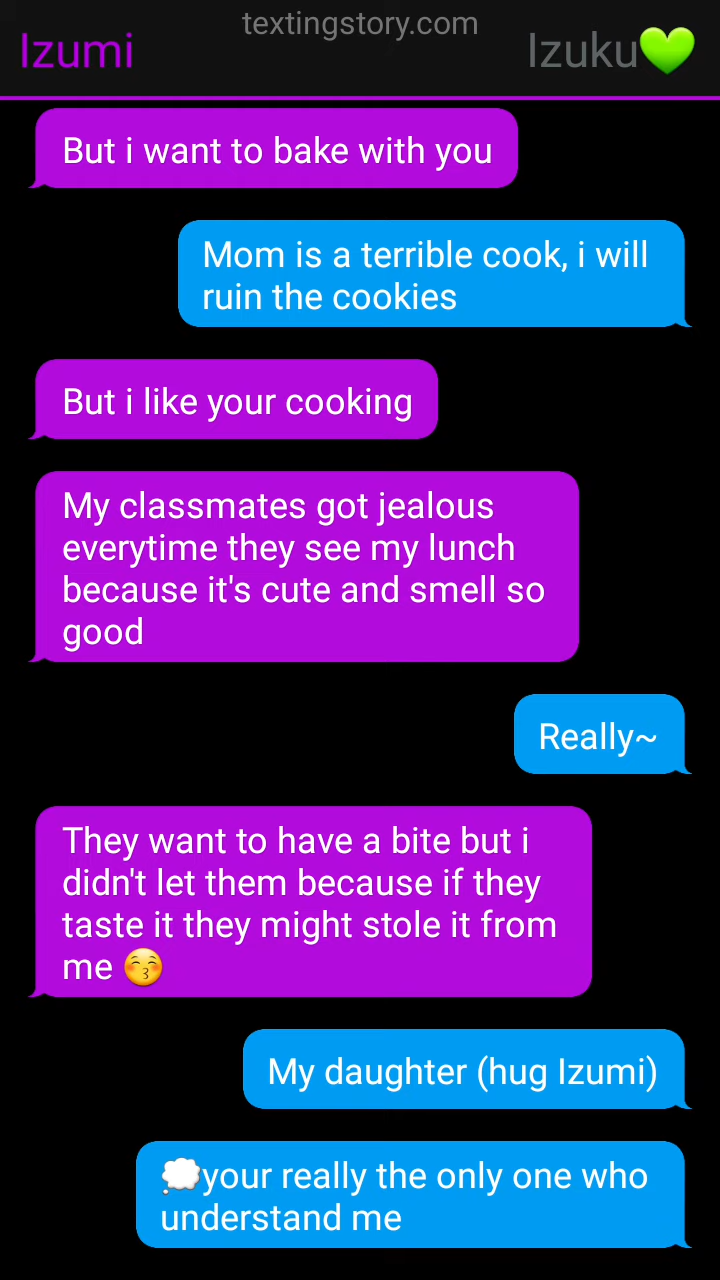 textingstory.com
Izumi
Izuku💚
But i want to bake with you
Mom is a terrible cook, i will
ruin the cookies
But i like your cooking
My classmates got jealous
everytime they see my lunch
because it's cute and smell so
good
Really~
They want to have a bite but i
didn't let them because if they
taste it they might stole it from
me 😚
My daughter (hug Izumi)
💭your really the only one who
understand me